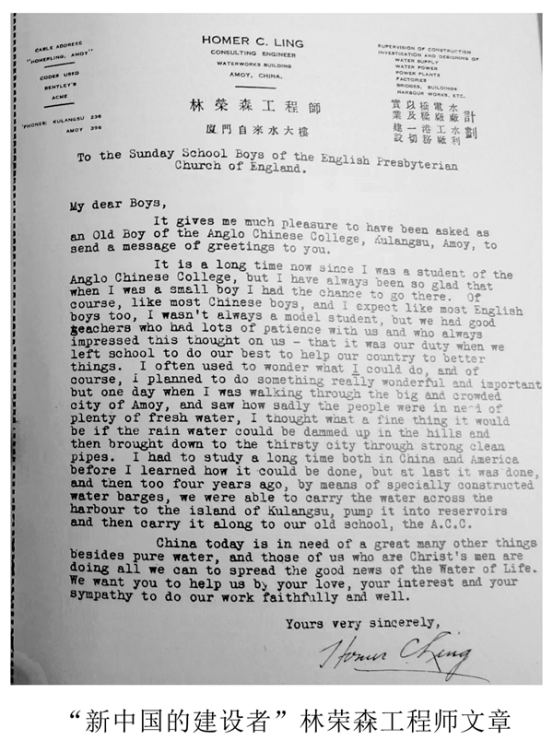 CABLE ADDRESS
"HOMERLING, AMOY"
CODES USED
BENTLEY'S
ACME
'PHONES: KULANGSU 236
AMOY 396
HOMER C. LING
CONSULTING ENGINEER
WATERWORKS BUILDING
AMOY, CHINA.
林荣森工程師
廈門自來水大樓
SUPERVISION OF CONSTRUCTION
INVESTIGATION AND DESIGNING OF
WATER SUPPLY
WATER POWER
POWER PLANTS
FACTORIES
BRIDGES, BUILDINGS
HARBOUR WORKS, ETC.
計劃
水利
電力
To the Sunday School Boys of the English Presbyterian
Church of England.
My dear Boys,
It gives me much pleasure to have been asked as
an Old Boy of the Anglo Chinese College, Kulangsu, Amoy, to
send a message of greetings to you.
It is a long time now since I was a student of the
Anglo Chinese College, but I have always been so glad that
when I was a small boy I had the chance to go there. Of
course, like most Chinese boys, and I expect like most English
boys too, I wasn't always a model student, but we had good
teachers who had lots of patience with us and who always
impressed this thought on us - that it was our duty when we
left school to do our best to help our country to better
things. I often used to wonder what I could do, and of
course, i planned to do something really wonderful and important
but one day when I was walking through the big and crowded
city of Amoy, and saw how sadly the people were in need of
plenty of fresh water, I thought what a fine thing it would
be if the rain water could be dammed up in the hills and
then brought down to the thirsty city through strong clean
pipes. I had to study a long time both in China and America
before I learned how it could be done, but at last it was done,
and then too four years ago, by means of specially constructed
water barges, we were able to carry the water across the
harbour to the island of Kulangsu, pump it into reservoirs
and then carry it along to our old school, the A.C.C.
China today is in need of a great many other things
besides pure water, and those of us who are Christ's men are
doing all we can to spread the good news of the Water of Life.
We want you to help us by your love, your interest and your
sympathy to do our work faithfully and well.
Yours very sincerely,
Homer C. Ling
“新中国的建设者”林荣森工程师文章